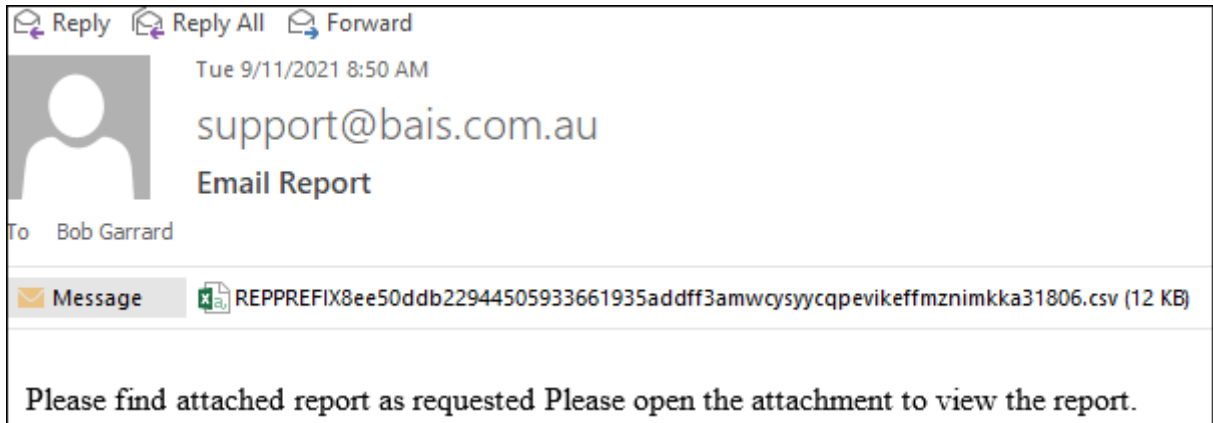 Reply Reply All Forward
Tue 9/11/2021 8:50 AM
support@bais.com.au
Email Report
To Bob Garrard
Message REPPREFIX8ee50ddb22944505933661935addff3amwcysyycqpevikeffmznimkka31806.csv (12 KB)
Please find attached report as requested Please open the attachment to view the report.